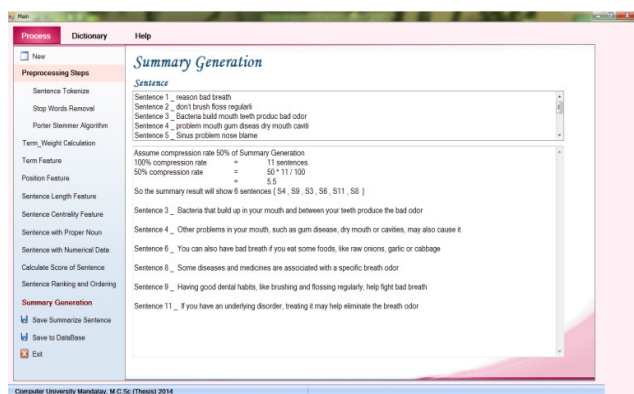 Main
Process Dictionary Help
New
Preprocessing Steps
Sentence Tokenize
Stop Words Removal
Porter Stemmer Algorithm
Term_Weight Calculation
Term Feature
Position Feature
Sentence Length Feature
Sentence Centrality Feature
Sentence with Proper Noun
Sentence with Numerical Data
Calculate Score of Sentence
Sentence Ranking and Ordering
Summary Generation
Save Summarize Sentence
Save to DataBase
Exit
Summary Generation
Sentence
Sentence 1 _ reason bad breath
Sentence 2 _ don't brush floss regularli
Sentence 3 _ Bacteria build mouth teeth produc bad odor
Sentence 4 _ problem mouth gum diseas dry mouth caviti
Sentence 5 _ Sinus problem nose blame
Assume compression rate 50% of Summary Generation
100% compression rate = 11 sentences
50% compression rate = 50 * 11 / 100
= 5.5
So the summary result will show 6 sentences { S4 , S9 , S3 , S6 , S11 , S8 }
Sentence 3 _ Bacteria that build up in your mouth and between your teeth produce the bad odor
Sentence 4 _ Other problems in your mouth, such as gum disease, dry mouth or cavities, may also cause it
Sentence 6 _ You can also have bad breath if you eat some foods, like raw onions, garlic or cabbage
Sentence 8 _ Some diseases and medicines are associated with a specific breath odor
Sentence 9 _ Having good dental habits, like brushing and flossing regularly, help fight bad breath
Sentence 11 _ If you have an underlying disorder, treating it may help eliminate the breath odor
Computer University Mandalay, M.C.Sc (Thesis) 2014